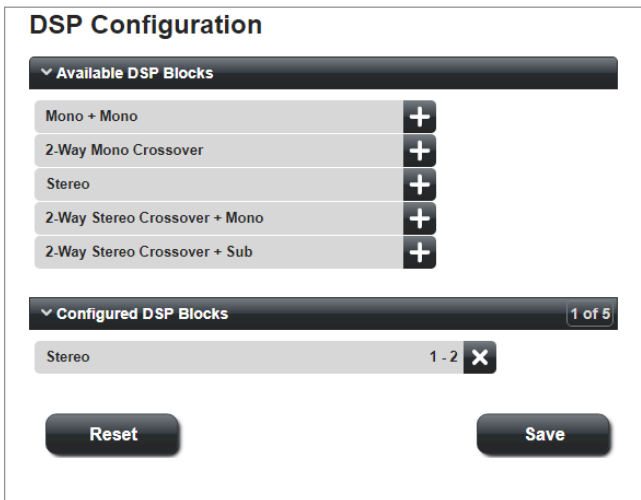 DSP Configuration
Available DSP Blocks
Mono + Mono
2-Way Mono Crossover
Stereo
2-Way Stereo Crossover + Mono
2-Way Stereo Crossover + Sub
Configured DSP Blocks 1 of 5
Stereo 1 - 2
Reset Save